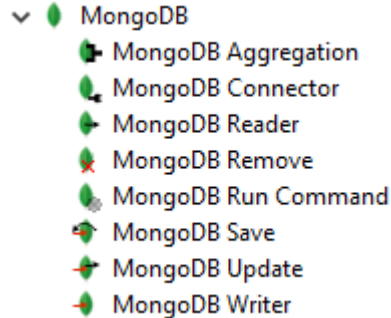 MongoDB
MongoDB Aggregation
MongoDB Connector
MongoDB Reader
MongoDB Remove
MongoDB Run Command
MongoDB Save
MongoDB Update
MongoDB Writer